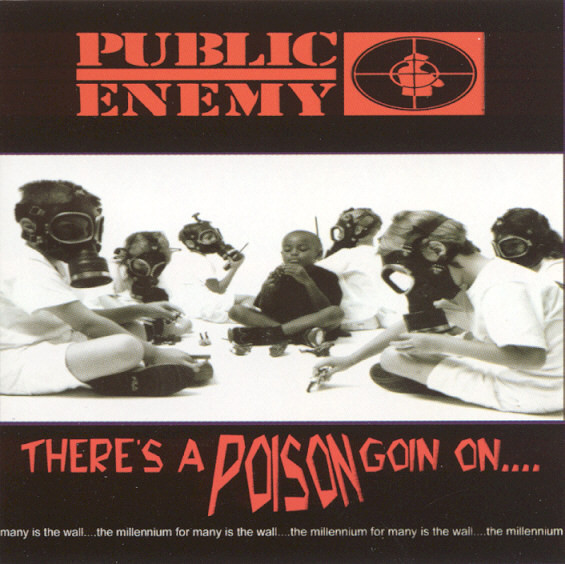 PUBLIC
ENEMY
THERE'S A POISON GOIN ON....
many is the wall....the millennium for many is the wall....the millennium for many is the wall....the millennium